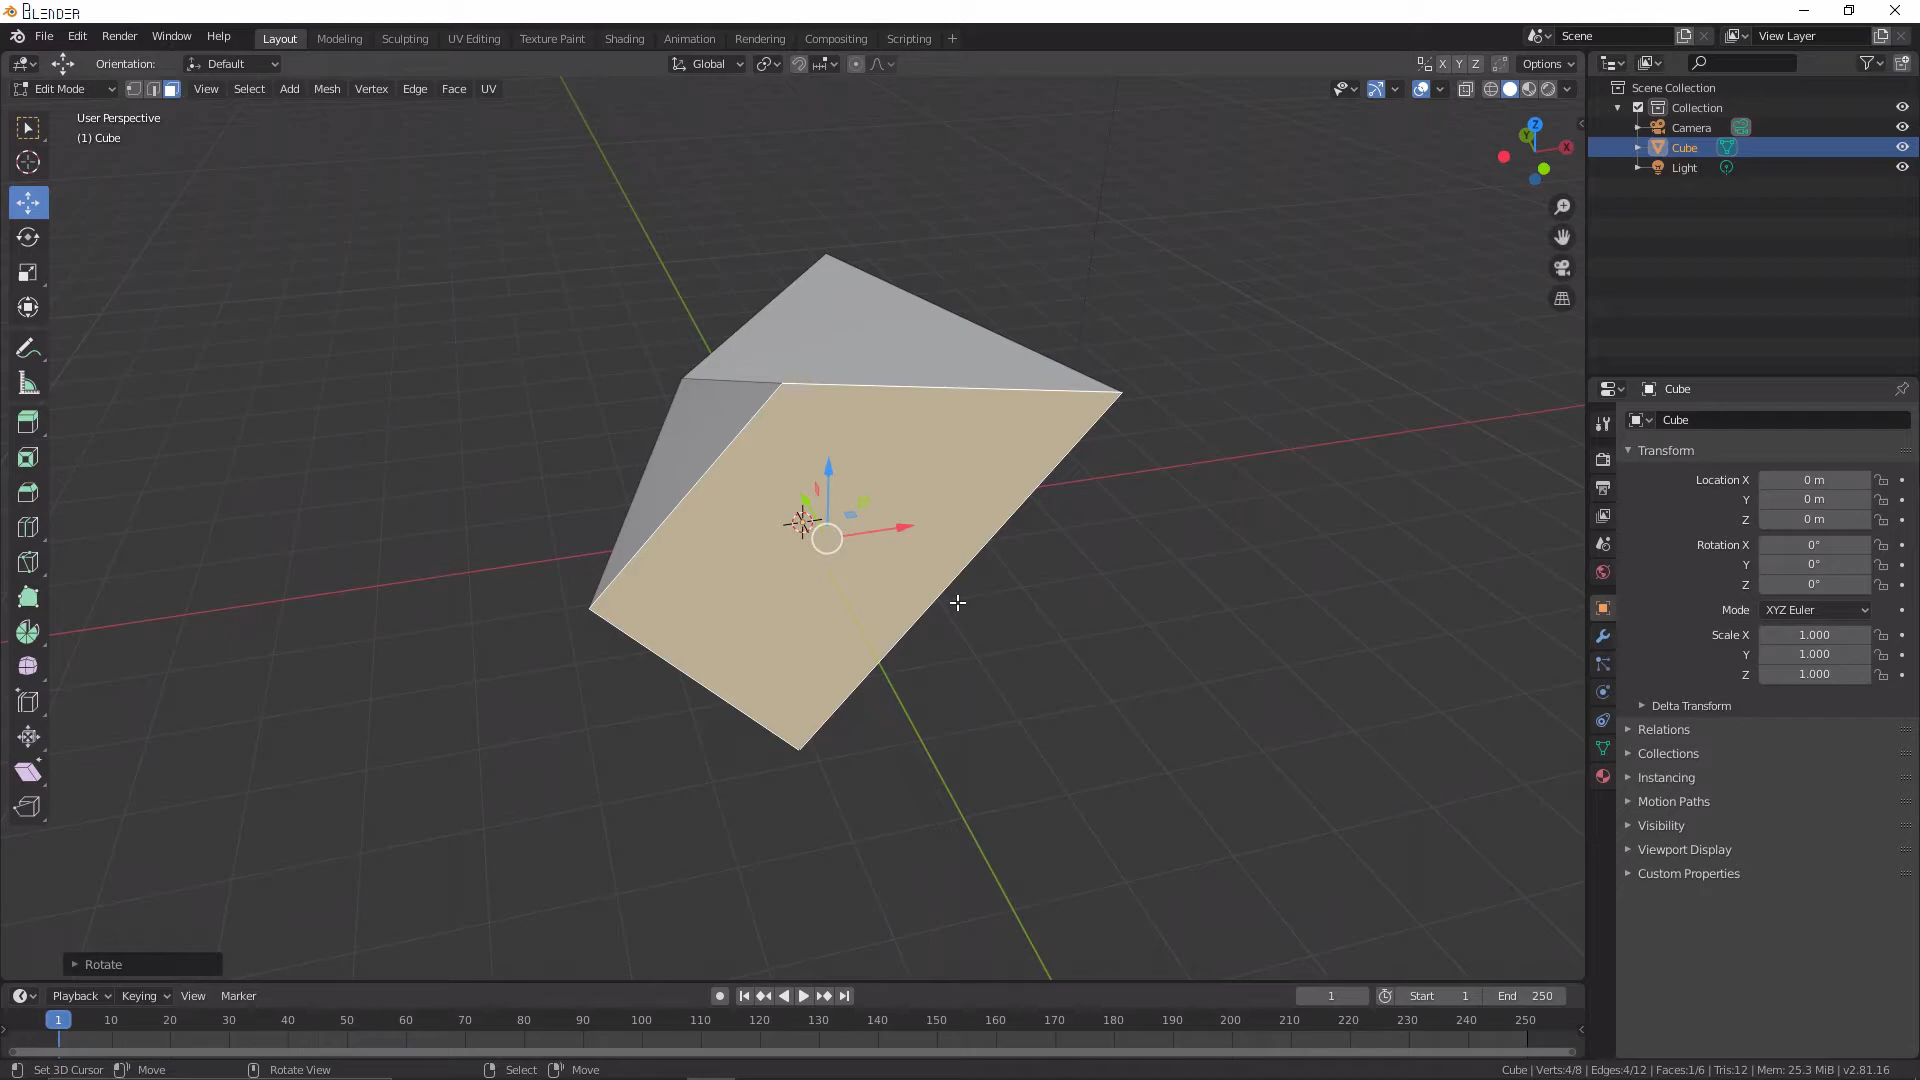 BLENDER
File Edit Render Window Help
Layout Modeling Sculpting UV Editing Texture Paint Shading Animation Rendering Compositing Scripting +
Scene
View Layer
Orientation: Default
Global
X Y Z
Options
Edit Mode
View Select Add Mesh Vertex Edge Face UV
User Perspective
(1) Cube
Z
Y
X
Scene Collection
Collection
Camera
Cube
Light
Cube
Cube
Transform
Location X 0 m
Y 0 m
Z 0 m
Rotation X 0°
Y 0°
Z 0°
Mode XYZ Euler
Scale X 1.000
Y 1.000
Z 1.000
Delta Transform
Relations
Collections
Instancing
Motion Paths
Visibility
Viewport Display
Custom Properties
Rotate
Playback Keying View Marker
1
Start 1
End 250
1 10 20 30 40 50 60 70 80 90 100 110 120 130 140 150 160 170 180 190 200 210 220 230 240 250
Set 3D Cursor Move Rotate View Select Move
Cube | Verts:4/8 | Edges:4/12 | Faces:1/6 | Tris:12 | Mem: 25.3 MiB | v2.81.16